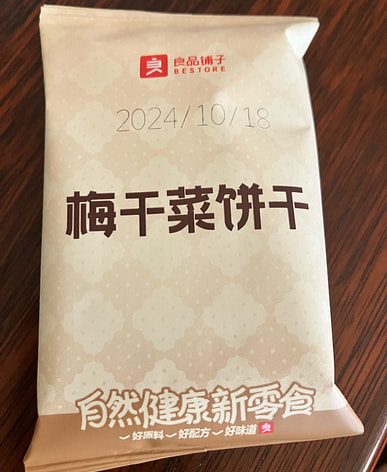 良品铺子
BESTORE
2024/10/18
梅干菜饼干
自然健康新零食
好原料 好配方 好味道